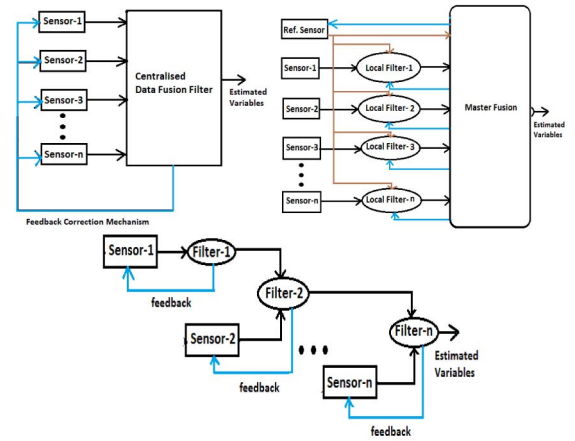 Sensor-1
Sensor-2
Sensor-3
Sensor-n
Centralised
Data Fusion Filter
Estimated
Variables
Feedback Correction Mechanism
Ref. Sensor
Sensor-1
Local Filter-1
Sensor-2
Local Filter- 2
Sensor-3
Local Filter-3
Sensor-n
Local Filter-n
Master Fusion
Estimated
Variables
Sensor-1
Filter-1
feedback
Filter-2
Sensor-2
feedback
Filter-n
Estimated
Variables
Sensor-n
feedback